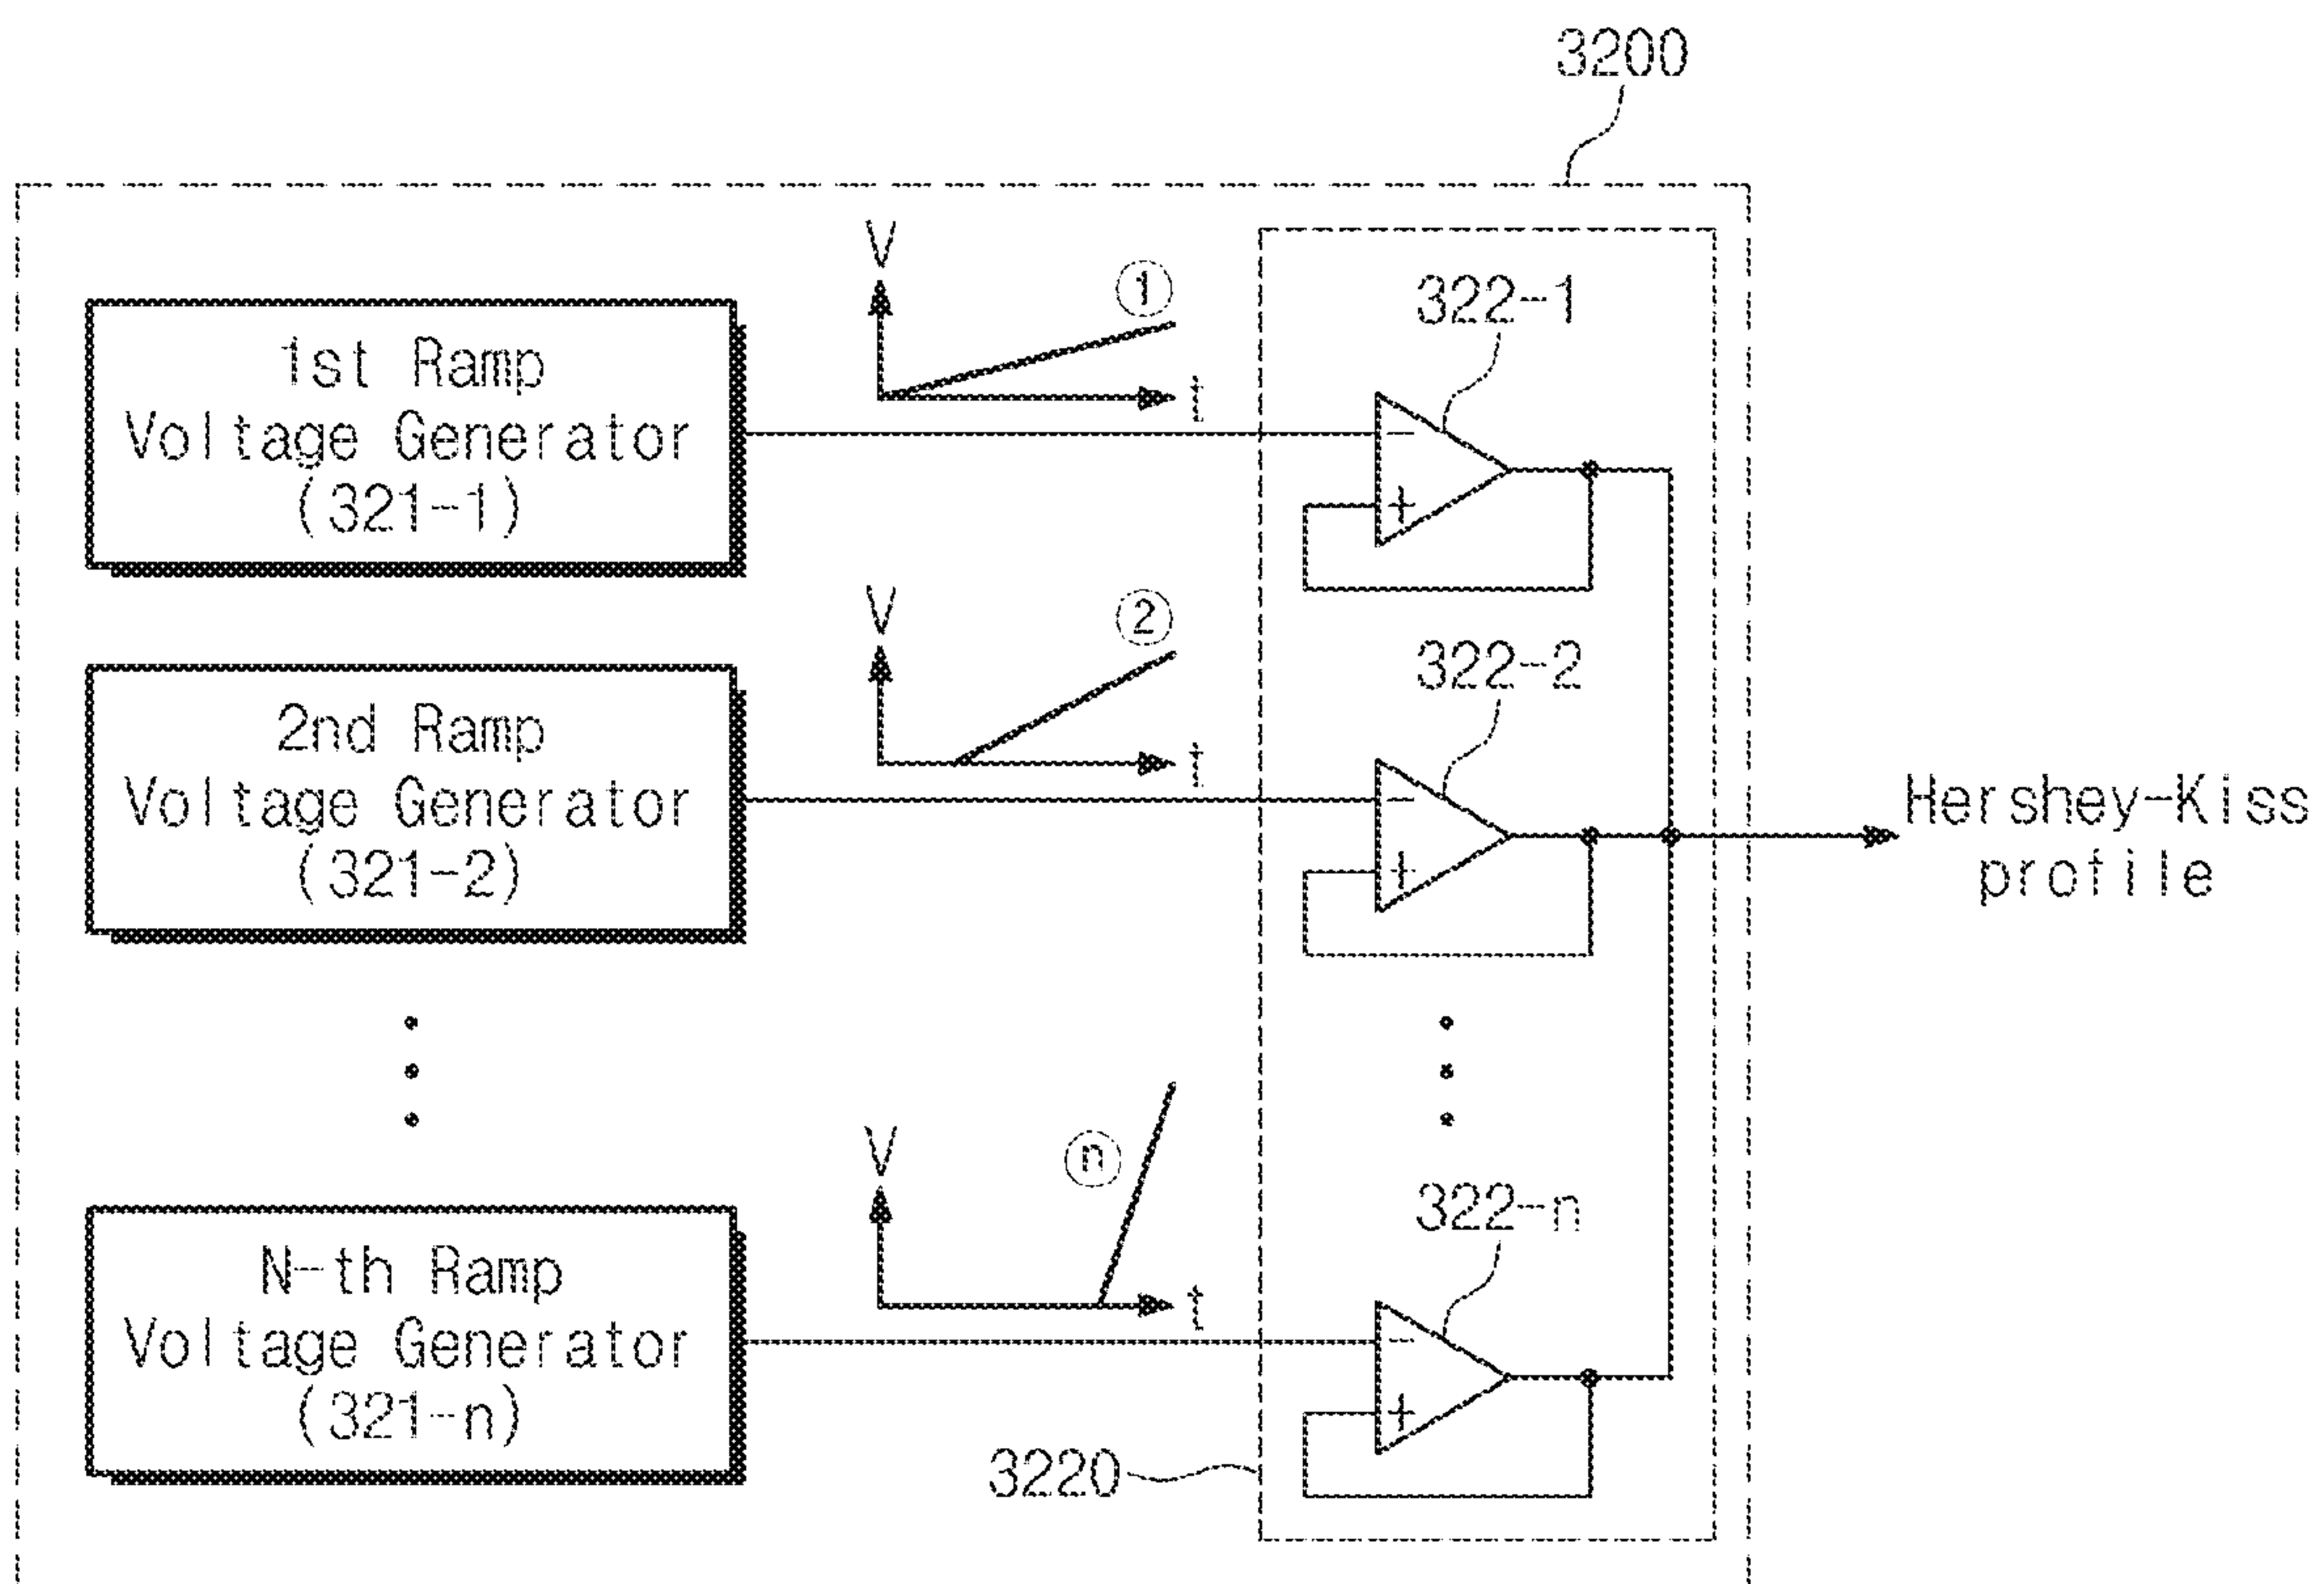 3200
V
①
t
1st Ramp
Voltage Generator
(321-1)
322-1
-
+
V
②
t
2nd Ramp
Voltage Generator
(321-2)
322-2
-
+
Hershey-Kiss
profile
V
ⓝ
t
N-th Ramp
Voltage Generator
(321-n)
322-n
-
+
3220